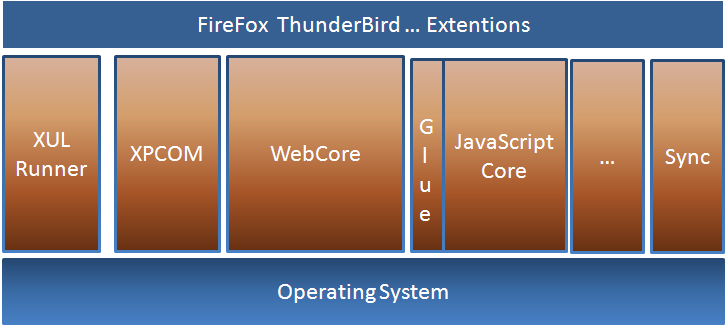 FireFox ThunderBird ... Extentions
XUL
Runner
XPCOM
WebCore
G
l
u
e
JavaScript
Core
...
Sync
Operating System